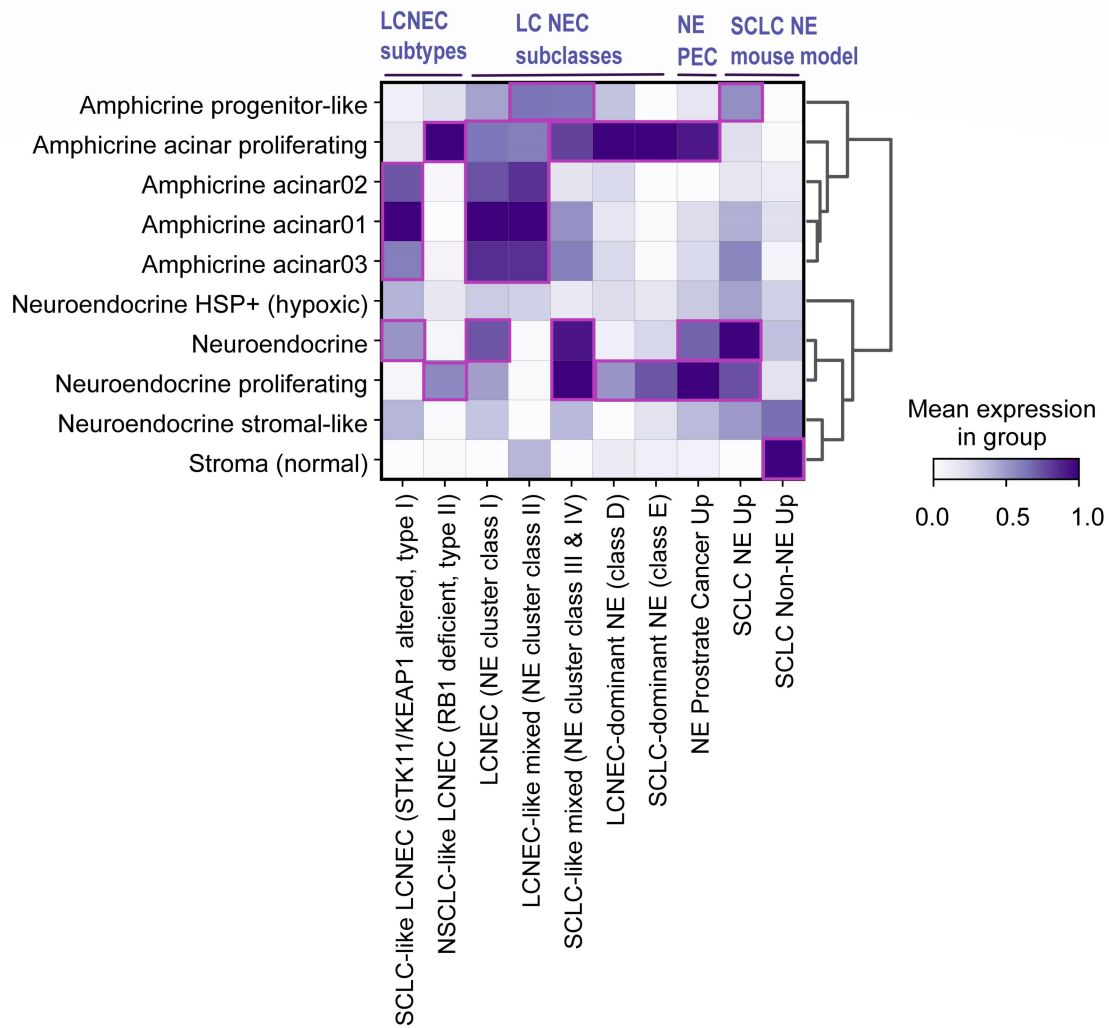 LCNEC
subtypes
LC NEC
subclasses
NE
PEC
SCLC NE
mouse model
Amphicrine progenitor-like
Amphicrine acinar proliferating
Amphicrine acinar02
Amphicrine acinar01
Amphicrine acinar03
Neuroendocrine HSP+ (hypoxic)
Neuroendocrine
Neuroendocrine proliferating
Neuroendocrine stromal-like
Stroma (normal)
Mean expression
in group
0.0 0.5 1.0
SCLC-like LCNEC (STK11/KEAP1 altered, type I)
NSCLC-like LCNEC (RB1 deficient, type II)
LCNEC (NE cluster class I)
LCNEC-like mixed (NE cluster class II)
SCLC-like mixed (NE cluster class III & IV)
LCNEC-dominant NE (class D)
SCLC-dominant NE (class E)
NE Prostrate Cancer Up
SCLC NE Up
SCLC Non-NE Up